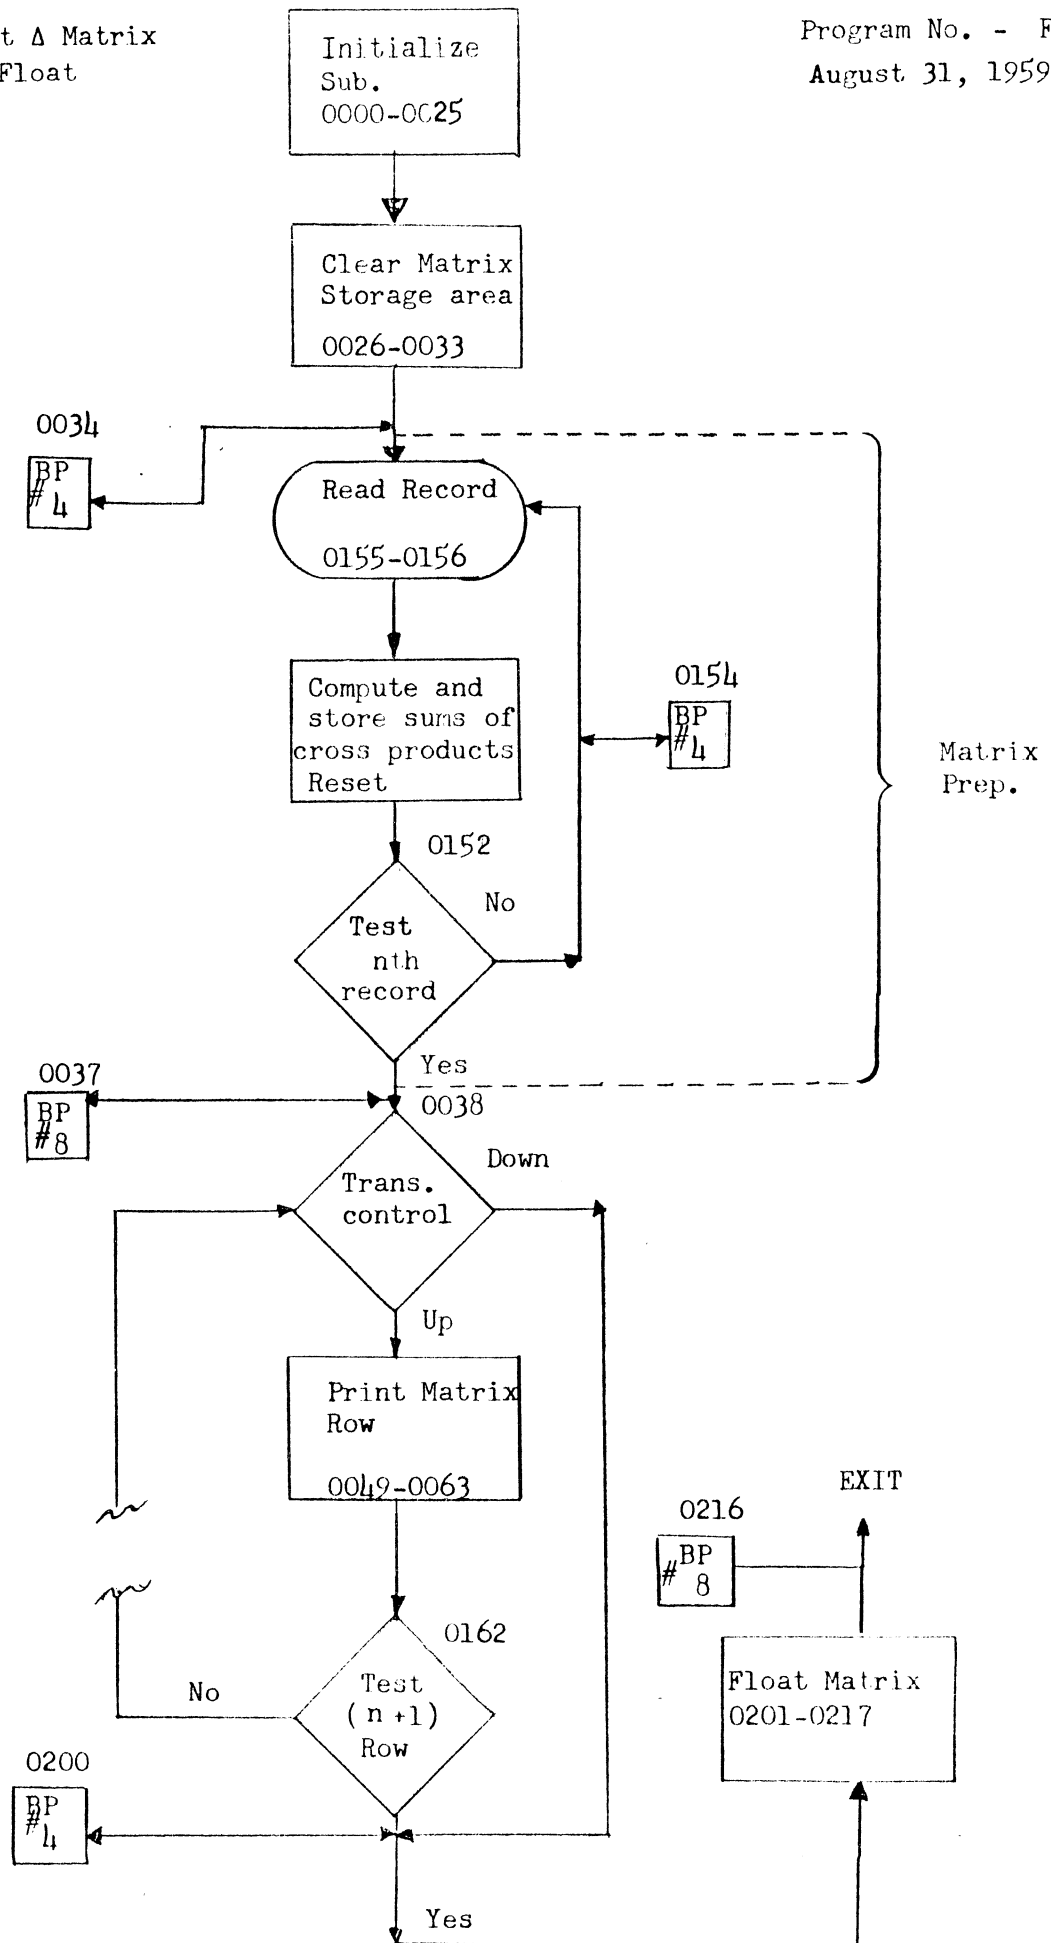 t Δ Matrix
Float
Program No. - F
August 31, 1959
Initialize
Sub.
0000-0025
Clear Matrix
Storage area
0026-0033
0034
BP
# 4
Read Record
0155-0156
Compute and
store sums of
cross products
Reset
0154
BP
#4
Matrix
Prep.
0152
No
Test
nth
record
Yes
0037
BP
#8
0038
Down
Trans.
control
Up
Print Matrix
Row
0049-0063
EXIT
0216
BP
# 8
0162
Test
(n +1)
Row
No
Float Matrix
0201-0217
0200
BP
# 4
Yes